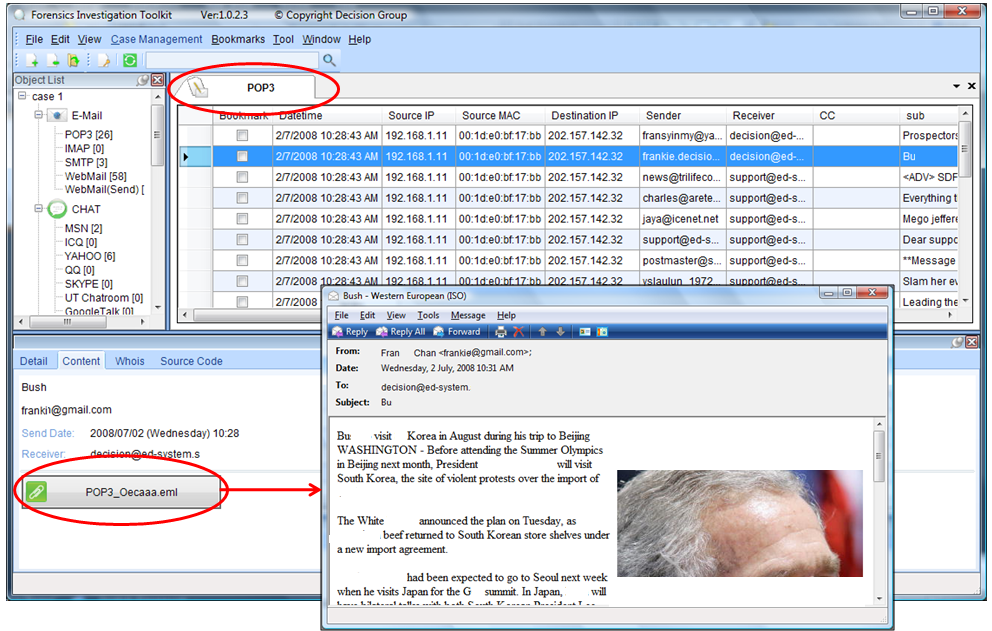 Forensics Investigation Toolkit Ver:1.0.2.3 © Copyright Decision Group
File Edit View Case Management Bookmarks Tool Window Help
Object List
case 1
E-Mail
POP3 [26]
IMAP [0]
SMTP [3]
WebMail [58]
WebMail(Send) [
CHAT
MSN [2]
ICQ [0]
YAHOO [6]
QQ [0]
SKYPE [0]
UT Chatroom [0]
GoogleTalk [0]
POP3
Bookmark Datetime Source IP Source MAC Destination IP Sender Receiver CC sub
2/7/2008 10:28:43 AM 192.168.1.11 00:1d:e0:bf:17:bb 202.157.142.32 fransyinmy@ya... decision@ed-... Prospectors
2/7/2008 10:28:43 AM 192.168.1.11 00:1d:e0:bf:17:bb 202.157.142.32 frankie.decisio... decision@ed-... Bu
2/7/2008 10:28:43 AM 192.168.1.11 00:1d:e0:bf:17:bb 202.157.142.32 news@trilifeco... support@ed-s... <ADV> SDF
2/7/2008 10:28:43 AM 192.168.1.11 00:1d:e0:bf:17:bb 202.157.142.32 charles@arete... support@ed-s... Everything t
2/7/2008 10:28:43 AM 192.168.1.11 00:1d:e0:bf:17:bb 202.157.142.32 jaya@icenet.net support@ed-s... Mego jeffere
2/7/2008 10:28:43 AM 192.168.1.11 00:1d:e0:bf:17:bb 202.157.142.32 support@ed-s... support@ed-s... Dear suppo
2/7/2008 10:28:43 AM 192.168.1.11 00:1d:e0:bf:17:bb 202.157.142.32 postmaster@s... support@ed-s... **Message
2/7/2008 10:28:43 AM 192.168.1.11 00:1d:e0:bf:17:bb 202.157.142.32 support@ed-s... Slam her ev
2/7/2008 Leading the
Detail Content Whois Source Code
Bush
franki\@gmail.com
Send Date: 2008/07/02 (Wednesday) 10:28
Receiver: decision@ed-system.s
POP3_Oecaaa.eml
Bush - Western European (ISO)
File Edit View Tools Message Help
Reply Reply All Forward
From: Fran Chan <frankie@gmail.com>;
Date: Wednesday, 2 July, 2008 10:31 AM
To: decision@ed-system.
Subject: Bu
Bu visit Korea in August during his trip to Beijing
WASHINGTON - Before attending the Summer Olympics
in Beijing next month, President will visit
South Korea, the site of violent protests over the import of
The White announced the plan on Tuesday, as
beef returned to South Korean store shelves under
a new import agreement.
had been expected to go to Seoul next week
when he visits Japan for the G summit. In Japan, will
have bilateral talks with both South Korean President Lee